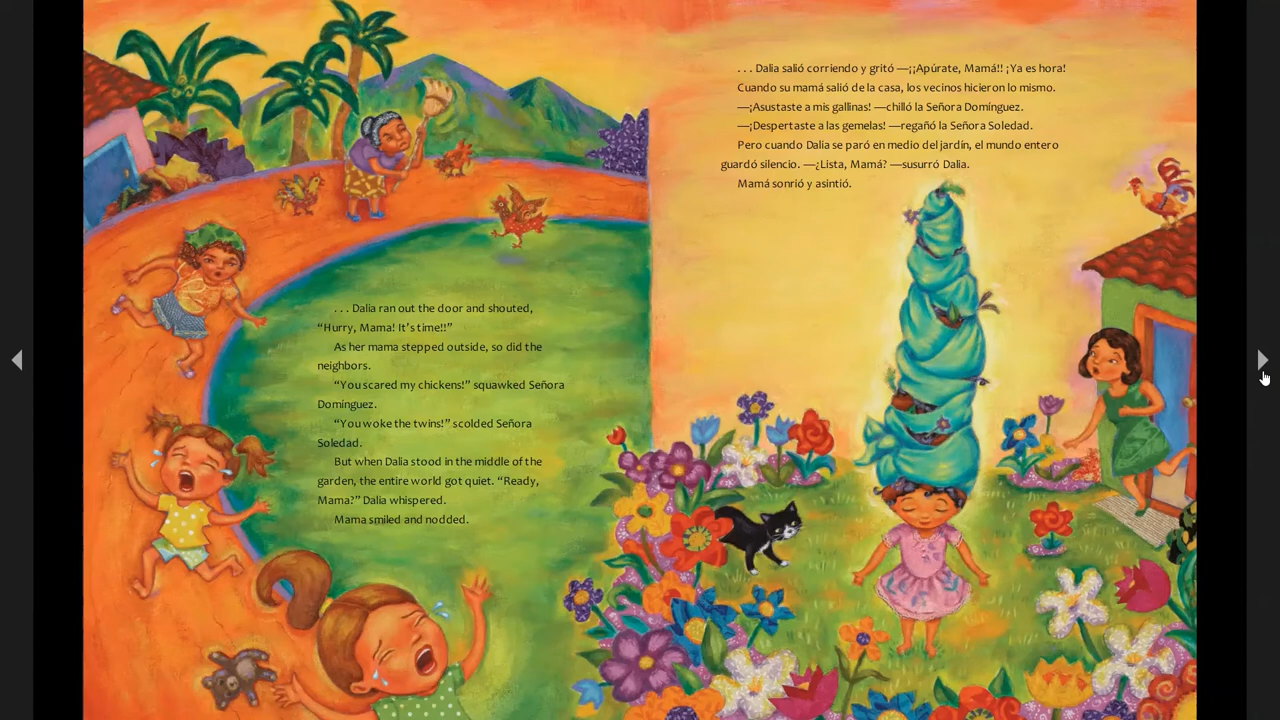 . . . Dalia ran out the door and shouted,
“Hurry, Mama! It’s time!!”
As her mama stepped outside, so did the
neighbors.
“You scared my chickens!” squawked Señora
Domínguez.
“You woke the twins!” scolded Señora
Soledad.
But when Dalia stood in the middle of the
garden, the entire world got quiet. “Ready,
Mama?” Dalia whispered.
Mama smiled and nodded.
. . . Dalia salió corriendo y gritó —¡¡Apúrate, Mamá!! ¡Ya es hora!
Cuando su mamá salió de la casa, los vecinos hicieron lo mismo.
—¡Asustaste a mis gallinas! —chilló la Señora Domínguez.
—¡Despertaste a las gemelas! —regañó la Señora Soledad.
Pero cuando Dalia se paró en medio del jardín, el mundo entero
guardó silencio. —¿Lista, Mamá? —susurró Dalia.
Mamá sonrió y asintió.